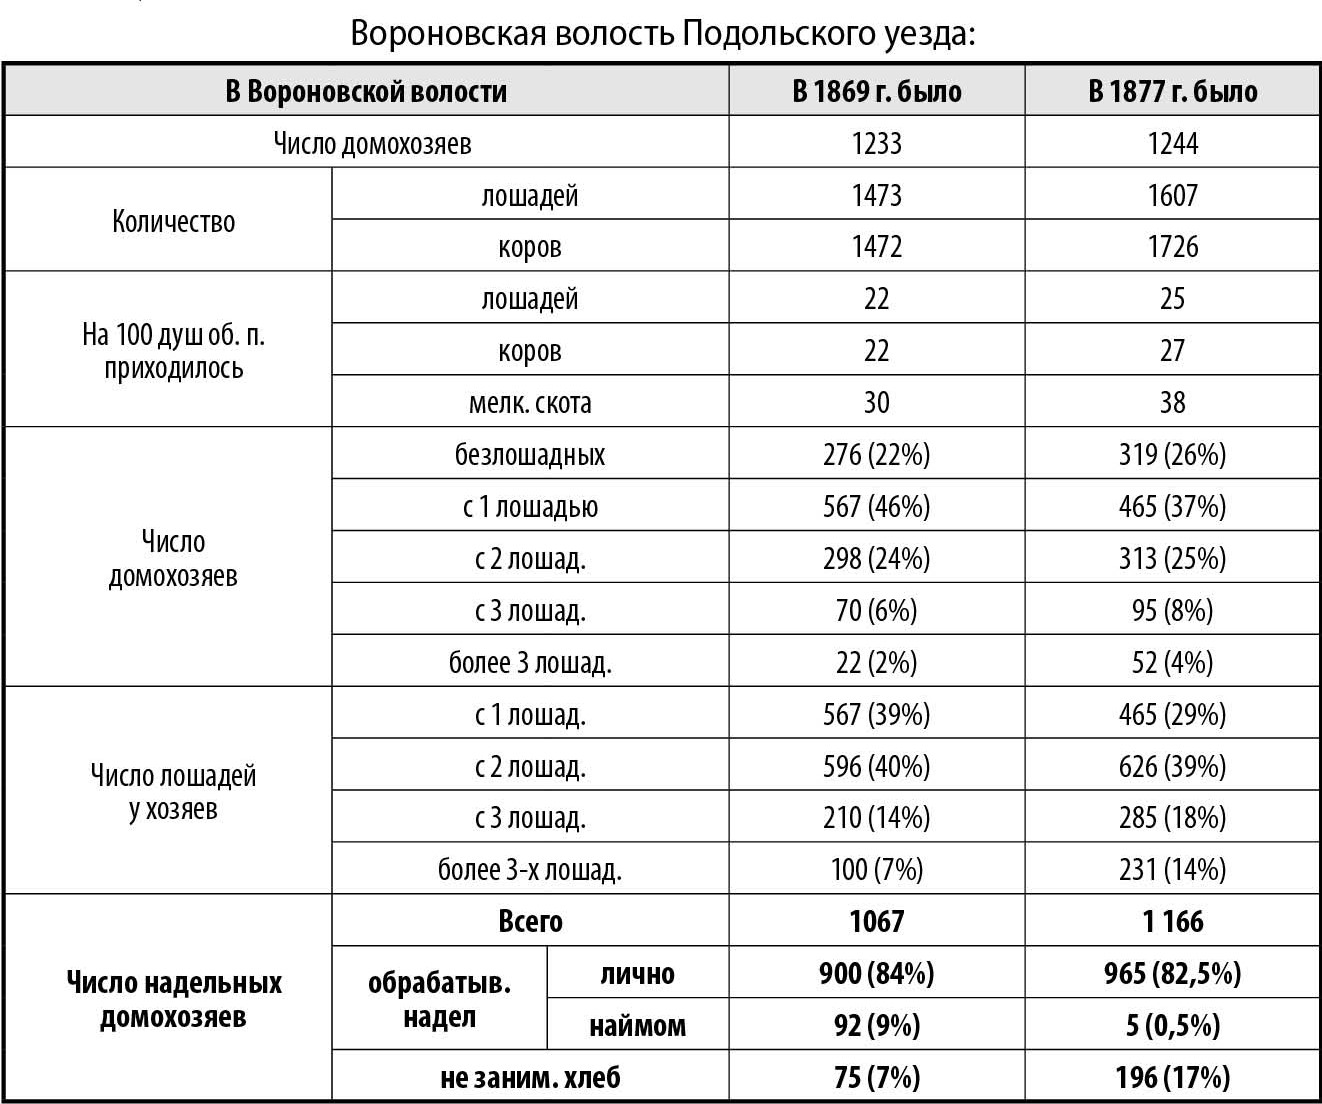 Вороновская волость Подольского уезда:
В Вороновской волости В 1869 г. было В 1877 г. было
Число домохозяев 1233 1244
Количество
лошадей 1473 1607
коров 1472 1726
На 100 душ об. п.
приходилось
лошадей 22 25
коров 22 27
мелк. скота 30 38
Число
домохозяев
безлошадных 276 (22%) 319 (26%)
с 1 лошадью 567 (46%) 465 (37%)
с 2 лошад. 298 (24%) 313 (25%)
с 3 лошад. 70 (6%) 95 (8%)
более 3 лошад. 22 (2%) 52 (4%)
Число лошадей
у хозяев
с 1 лошад. 567 (39%) 465 (29%)
с 2 лошад. 596 (40%) 626 (39%)
с 3 лошад. 210 (14%) 285 (18%)
более 3-х лошад. 100 (7%) 231 (14%)
Число надельных
домохозяев
Всего 1067 1 166
обрабатыв.
надел
лично 900 (84%) 965 (82,5%)
наймом 92 (9%) 5 (0,5%)
не заним. хлеб 75 (7%) 196 (17%)